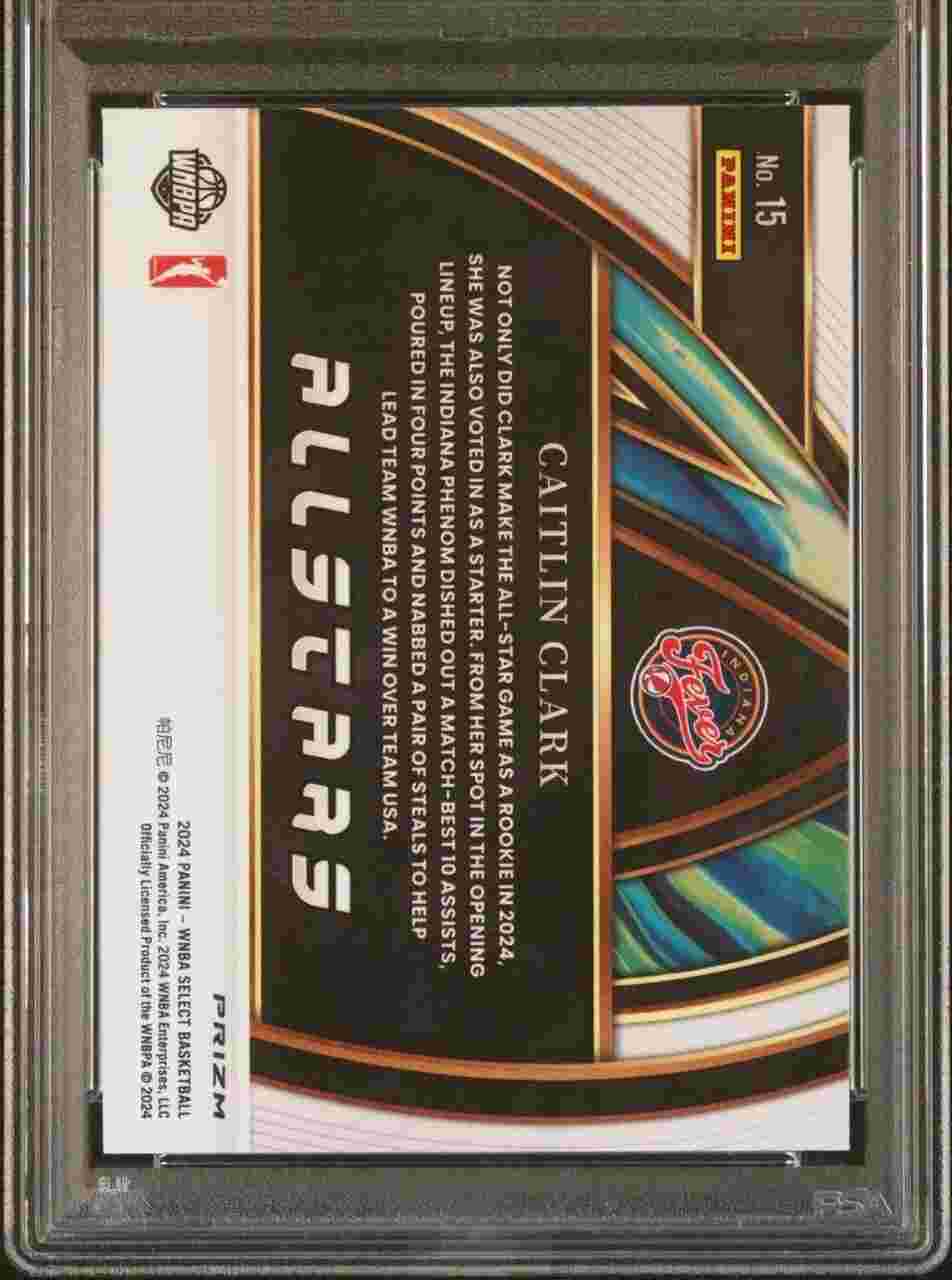 No. 15
PANINI
INDIANA
Fever
CAITLIN CLARK
NOT ONLY DID CLARK MAKE THE ALL-STAR GAME AS A ROOKIE IN 2024,
SHE WAS ALSO VOTED IN AS A STARTER. FROM HER SPOT IN THE OPENING
LINEUP, THE INDIANA PHENOM DISHED OUT A MATCH-BEST 10 ASSISTS,
POURED IN FOUR POINTS AND NABBED A PAIR OF STEALS TO HELP
LEAD TEAM WNBA TO A WIN OVER TEAM USA.
ALL STARS
PRIZM
WNBPA
2024 PANINI – WNBA SELECT BASKETBALL
帕尼尼 © 2024 Panini America, Inc. 2024 WNBA Enterprises, LLC
Officially Licensed Product of the WNBPA © 2024
PSA